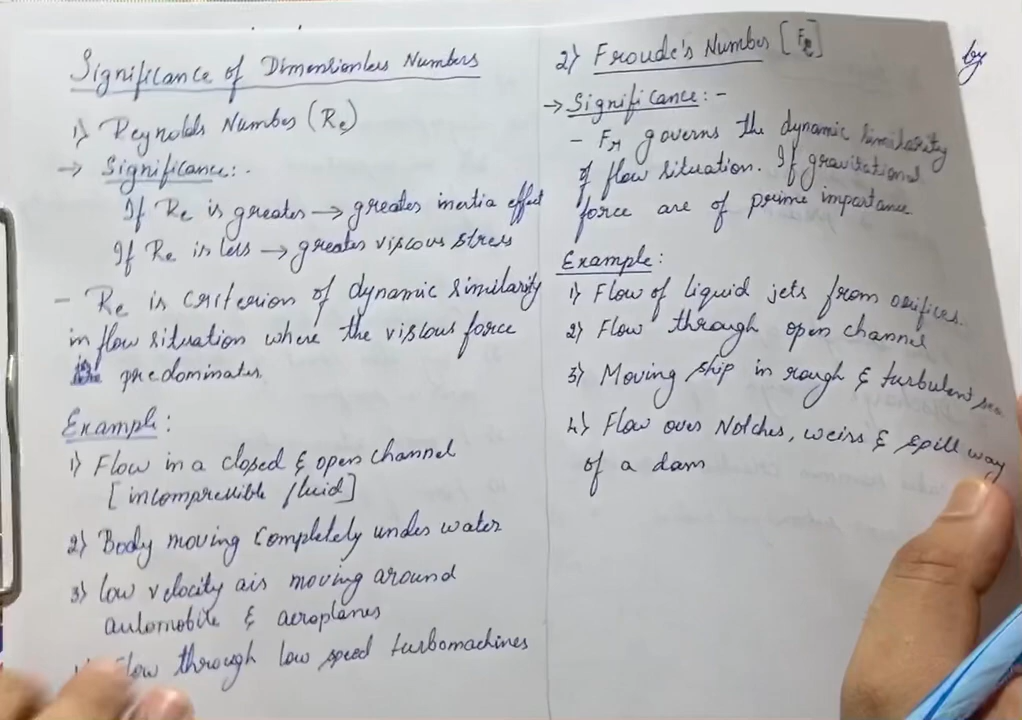 Significance of Dimensionless Numbers
1) Reynolds Number (Re)
→ Significance:-
If Re is greater → greater inertia effect
If Re is less → greater viscous stress
- Re is criterion of dynamic similarity
in flow situation where the viscous force
predominates
Example:
1) Flow in a closed & open channel
[incompressible fluid]
2) Body moving completely under water
3) low velocity air moving around
automobile & aeroplanes
Flow through low speed turbomachines
2) Froude's Number [Fr]
→ Significance:-
- Fr governs the dynamic similarity
of flow situation. If gravitational
force are of prime importance
Example:
1) Flow of liquid jets from orifices.
2) Flow through open channel
3) Moving ship in rough & turbulent sea.
4) Flow over Notches, weirs & spill way
of a dam
by